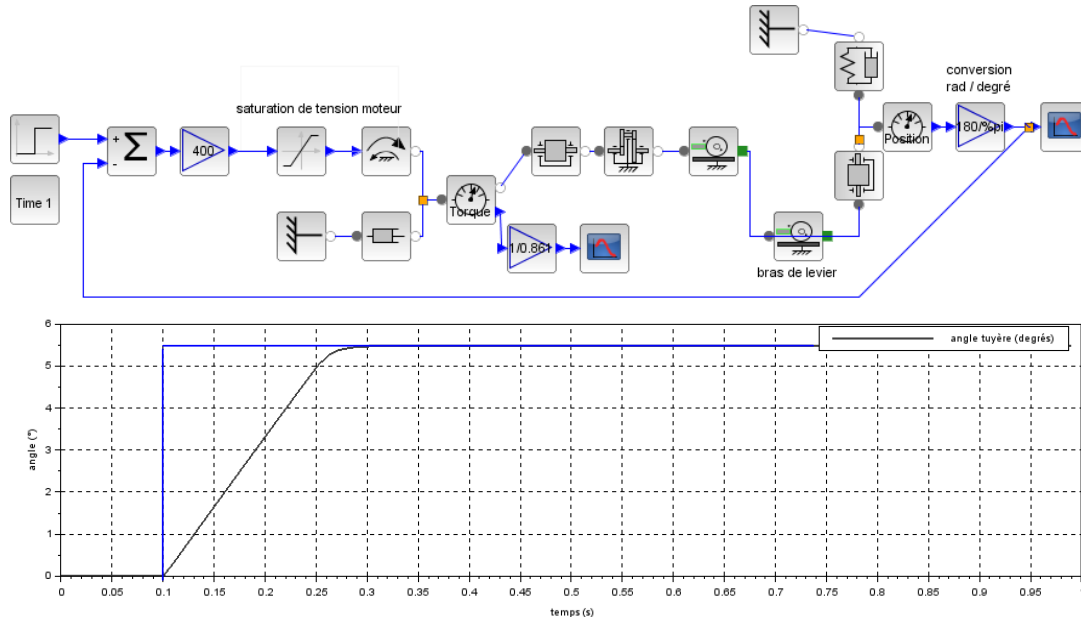 saturation de tension moteur
conversion
rad / degré
+
-
Σ
400
Position
180/%pi
Time 1
Torque
1/0.861
bras de levier
angle tuyère (degrés)
angle (°)
6
5
4
3
2
1
0
0 0.05 0.1 0.15 0.2 0.25 0.3 0.35 0.4 0.45 0.5 0.55 0.6 0.65 0.7 0.75 0.8 0.85 0.9 0.95
temps (s)